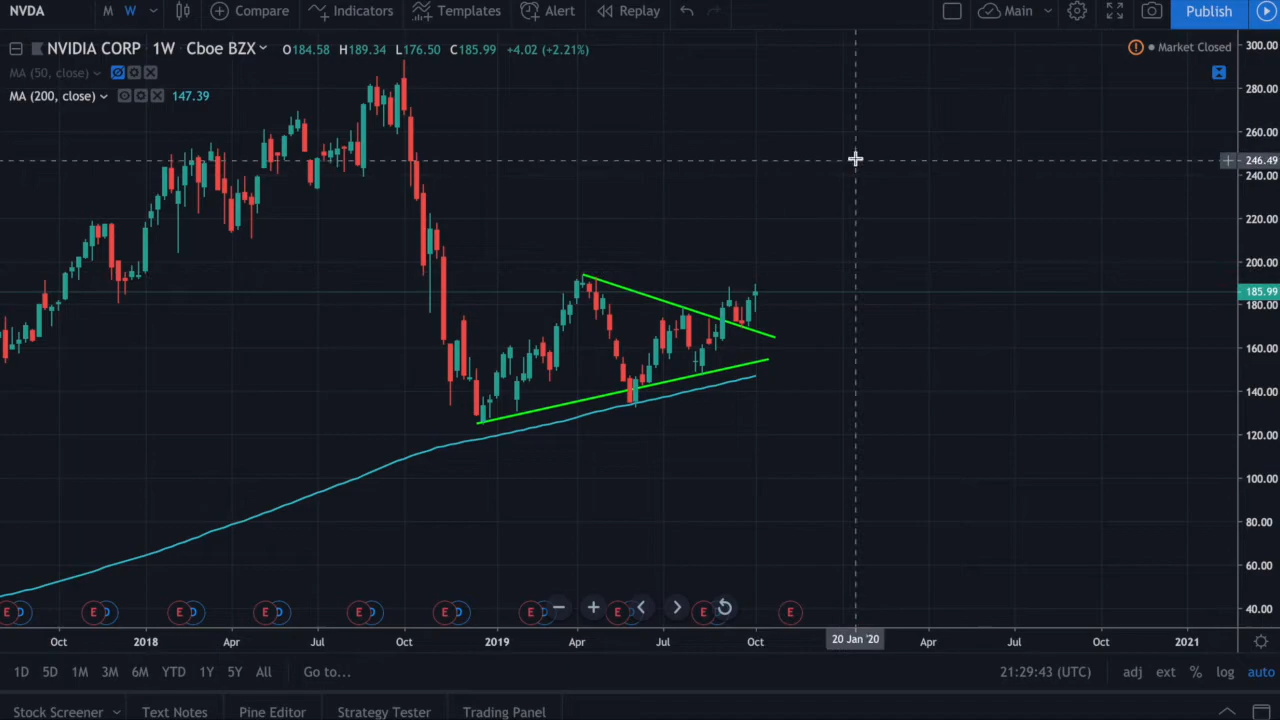 NVDA M W Compare Indicators Templates Alert Replay Main Publish
NVIDIA CORP 1W Cboe BZX O184.58 H189.34 L176.50 C185.99 +4.02 (+2.21%)
Market Closed
MA (50, close)
MA (200, close) 147.39
300.00
280.00
260.00
246.49
240.00
220.00
200.00
185.99
180.00
160.00
140.00
120.00
100.00
80.00
60.00
40.00
E D E D E D E D E D E D E D E E E
Oct 2018 Apr Jul Oct 2019 Apr Jul Oct 20 Jan '20 Apr Jul Oct 2021
1D 5D 1M 3M 6M YTD 1Y 5Y All Go to... 21:29:43 (UTC) adj ext % log auto
Stock Screener Text Notes Pine Editor Strategy Tester Trading Panel